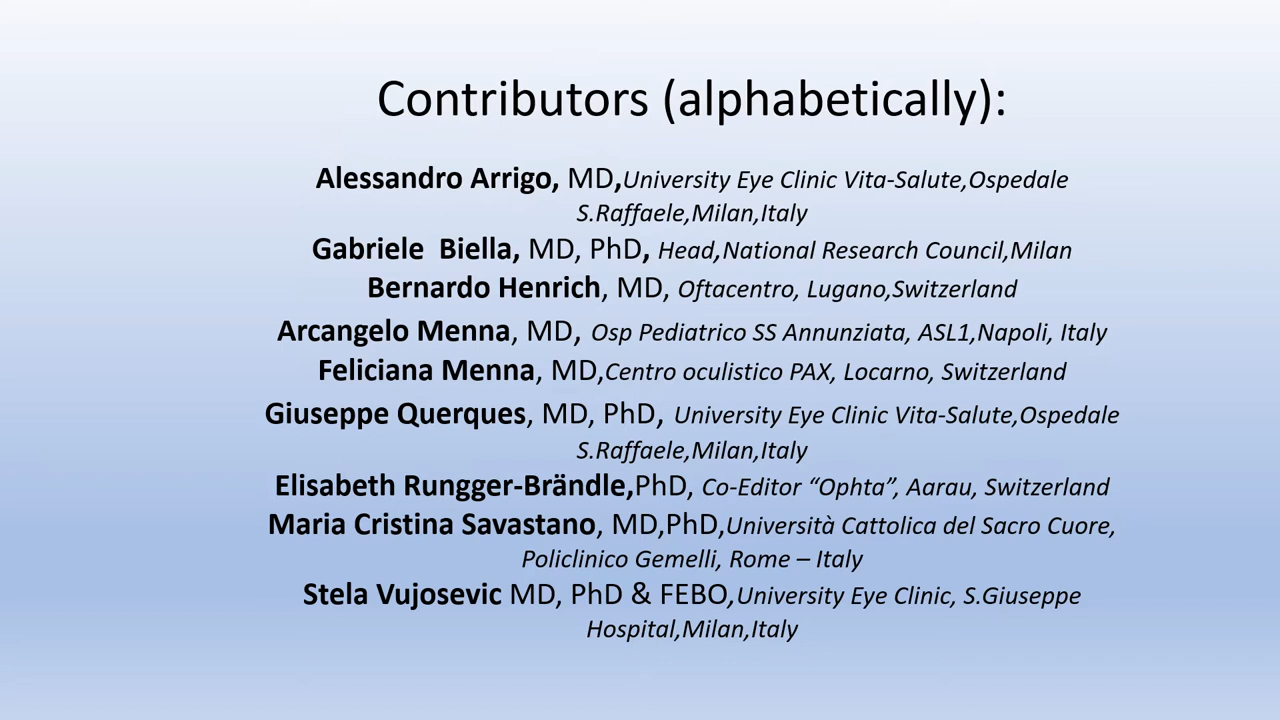 Contributors (alphabetically):
Alessandro Arrigo, MD,University Eye Clinic Vita-Salute,Ospedale
S.Raffaele,Milan,Italy
Gabriele  Biella, MD, PhD, Head,National Research Council,Milan
Bernardo Henrich, MD, Oftacentro, Lugano,Switzerland
Arcangelo Menna, MD, Osp Pediatrico SS Annunziata, ASL1,Napoli, Italy
Feliciana Menna, MD,Centro oculistico PAX, Locarno, Switzerland
Giuseppe Querques, MD, PhD, University Eye Clinic Vita-Salute,Ospedale
S.Raffaele,Milan,Italy
Elisabeth Rungger-Brändle,PhD, Co-Editor “Ophta”, Aarau, Switzerland
Maria Cristina Savastano, MD,PhD,Università Cattolica del Sacro Cuore,
Policlinico Gemelli, Rome – Italy
Stela Vujosevic MD, PhD & FEBO,University Eye Clinic, S.Giuseppe
Hospital,Milan,Italy